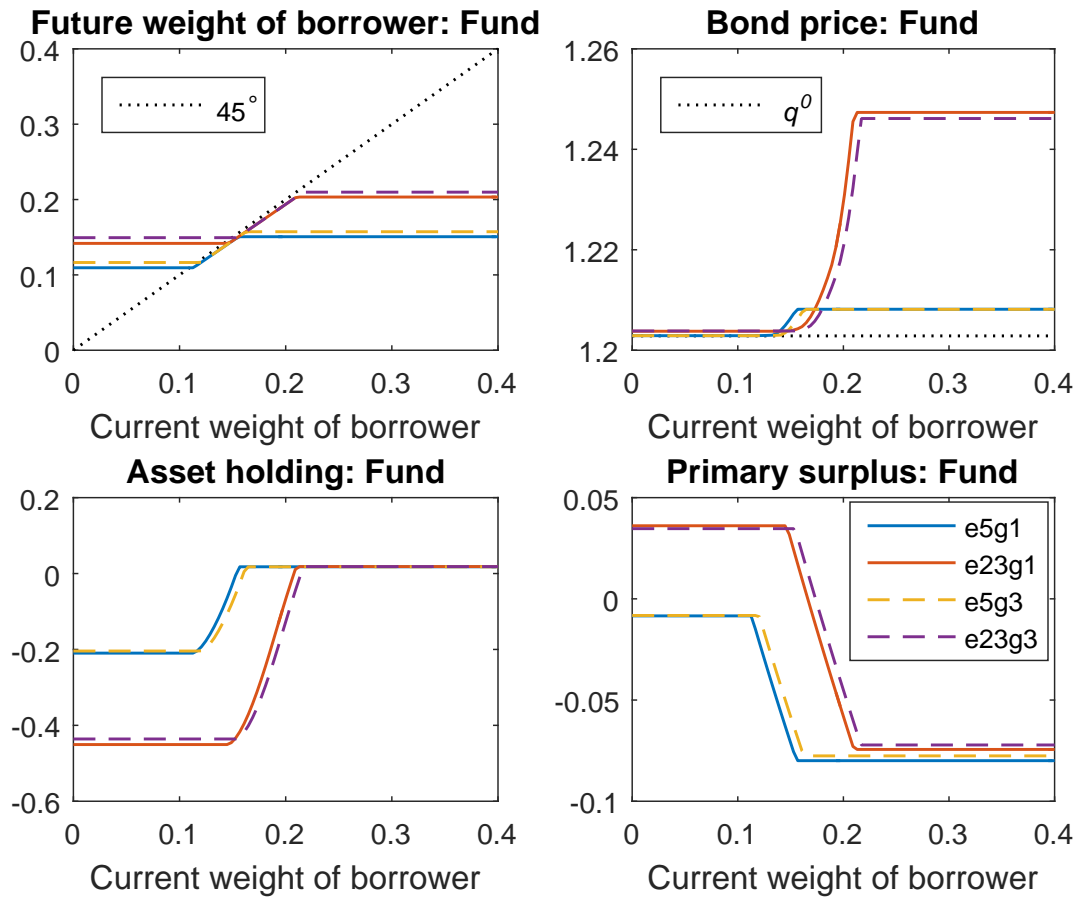 Future weight of borrower: Fund
0.4
0.3
0.2
0.1
0
45°
0 0.1 0.2 0.3 0.4
Current weight of borrower
Bond price: Fund
1.26
1.24
1.22
1.2
q⁰
0 0.1 0.2 0.3 0.4
Current weight of borrower
Asset holding: Fund
0.2
0
-0.2
-0.4
-0.6
0 0.1 0.2 0.3 0.4
Current weight of borrower
Primary surplus: Fund
0.05
0
-0.05
-0.1
e5g1
e23g1
e5g3
e23g3
0 0.1 0.2 0.3 0.4
Current weight of borrower